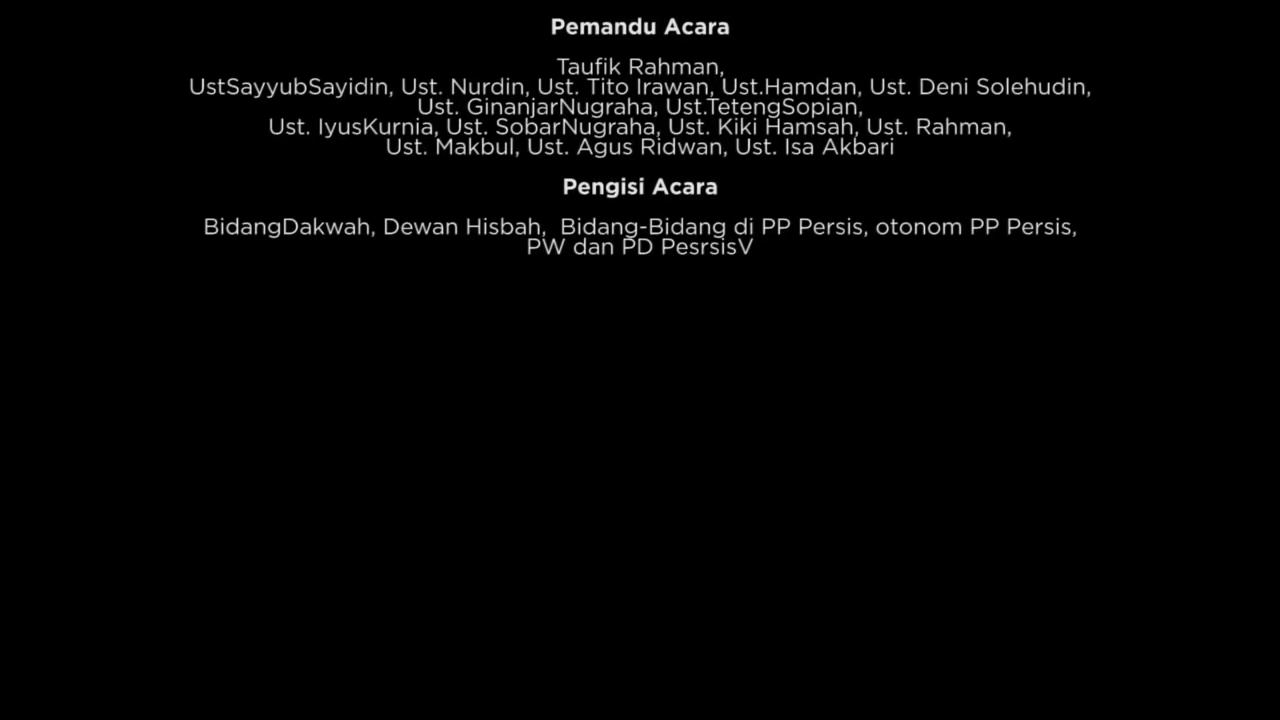 Pemandu Acara
Taufik Rahman,
UstSayyubSayidin, Ust. Nurdin, Ust. Tito Irawan, Ust.Hamdan, Ust. Deni Solehudin,
Ust. GinanjarNugraha, Ust.TetengSopian,
Ust. IyusKurnia, Ust. SobarNugraha, Ust. Kiki Hamsah, Ust. Rahman,
Ust. Makbul, Ust. Agus Ridwan, Ust. Isa Akbari
Pengisi Acara
BidangDakwah, Dewan Hisbah,  Bidang-Bidang di PP Persis, otonom PP Persis,
PW dan PD PesrsisV